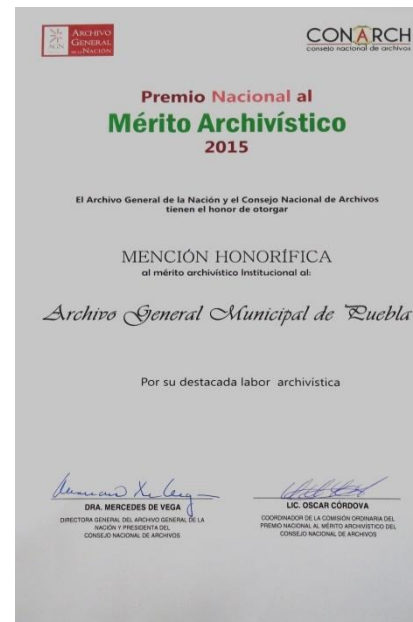 ARCHIVO
GENERAL
DE LA NACIÓN
AGN
CONARCH
consejo nacional de archivos
Premio Nacional al
Mérito Archivístico
2015
El Archivo General de la Nación y el Consejo Nacional de Archivos
tienen el honor de otorgar
MENCIÓN HONORÍFICA
al mérito archivístico Institucional al:
Archivo General Municipal de Puebla
Por su destacada labor archivística
DRA. MERCEDES DE VEGA
DIRECTORA GENERAL DEL ARCHIVO GENERAL DE LA
NACIÓN Y PRESIDENTA DEL
CONSEJO NACIONAL DE ARCHIVOS
LIC. OSCAR CÓRDOVA
COORDINADOR DE LA COMISIÓN ORDINARIA DEL
PREMIO NACIONAL AL MÉRITO ARCHIVÍSTICO DEL
CONSEJO NACIONAL DE ARCHIVOS